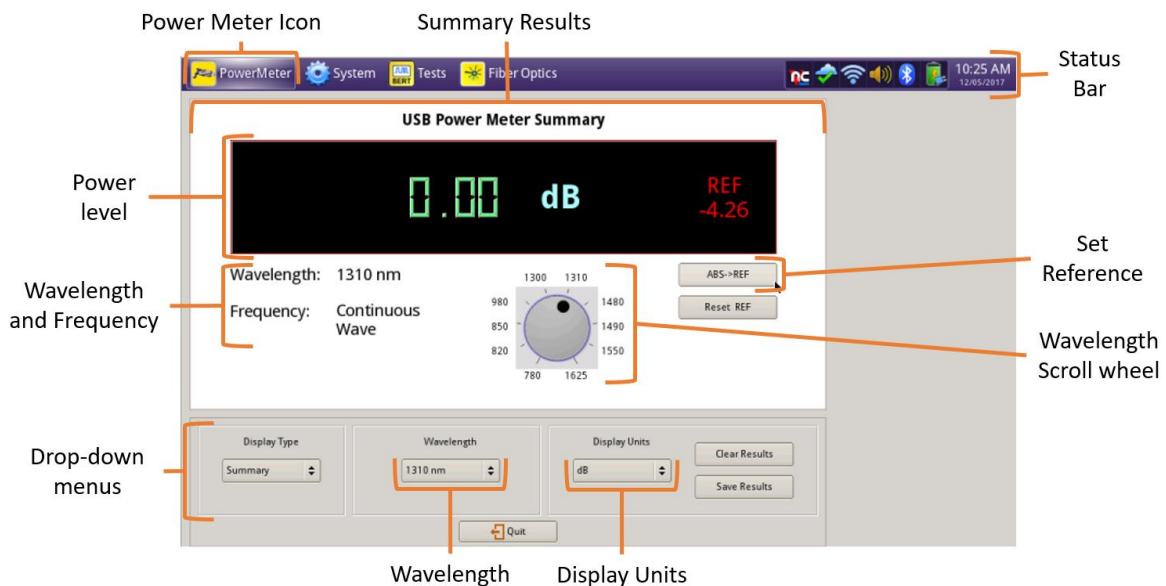 Power Meter Icon
Summary Results
PowerMeter
System
BERT
Tests
Fiber Optics
10:25 AM
12/05/2017
Status
Bar
USB Power Meter Summary
Power
level
0.00 dB
REF
-4.26
Set
Reference
Wavelength
and Frequency
Wavelength: 1310 nm
Frequency: Continuous
Wave
1300 1310
980 1480
850 1490
820 1550
780 1625
ABS->REF
Reset REF
Wavelength
Scroll wheel
Drop-down
menus
Display Type
Summary
Wavelength
1310 nm
Display Units
dB
Clear Results
Save Results
Quit
Wavelength
Display Units